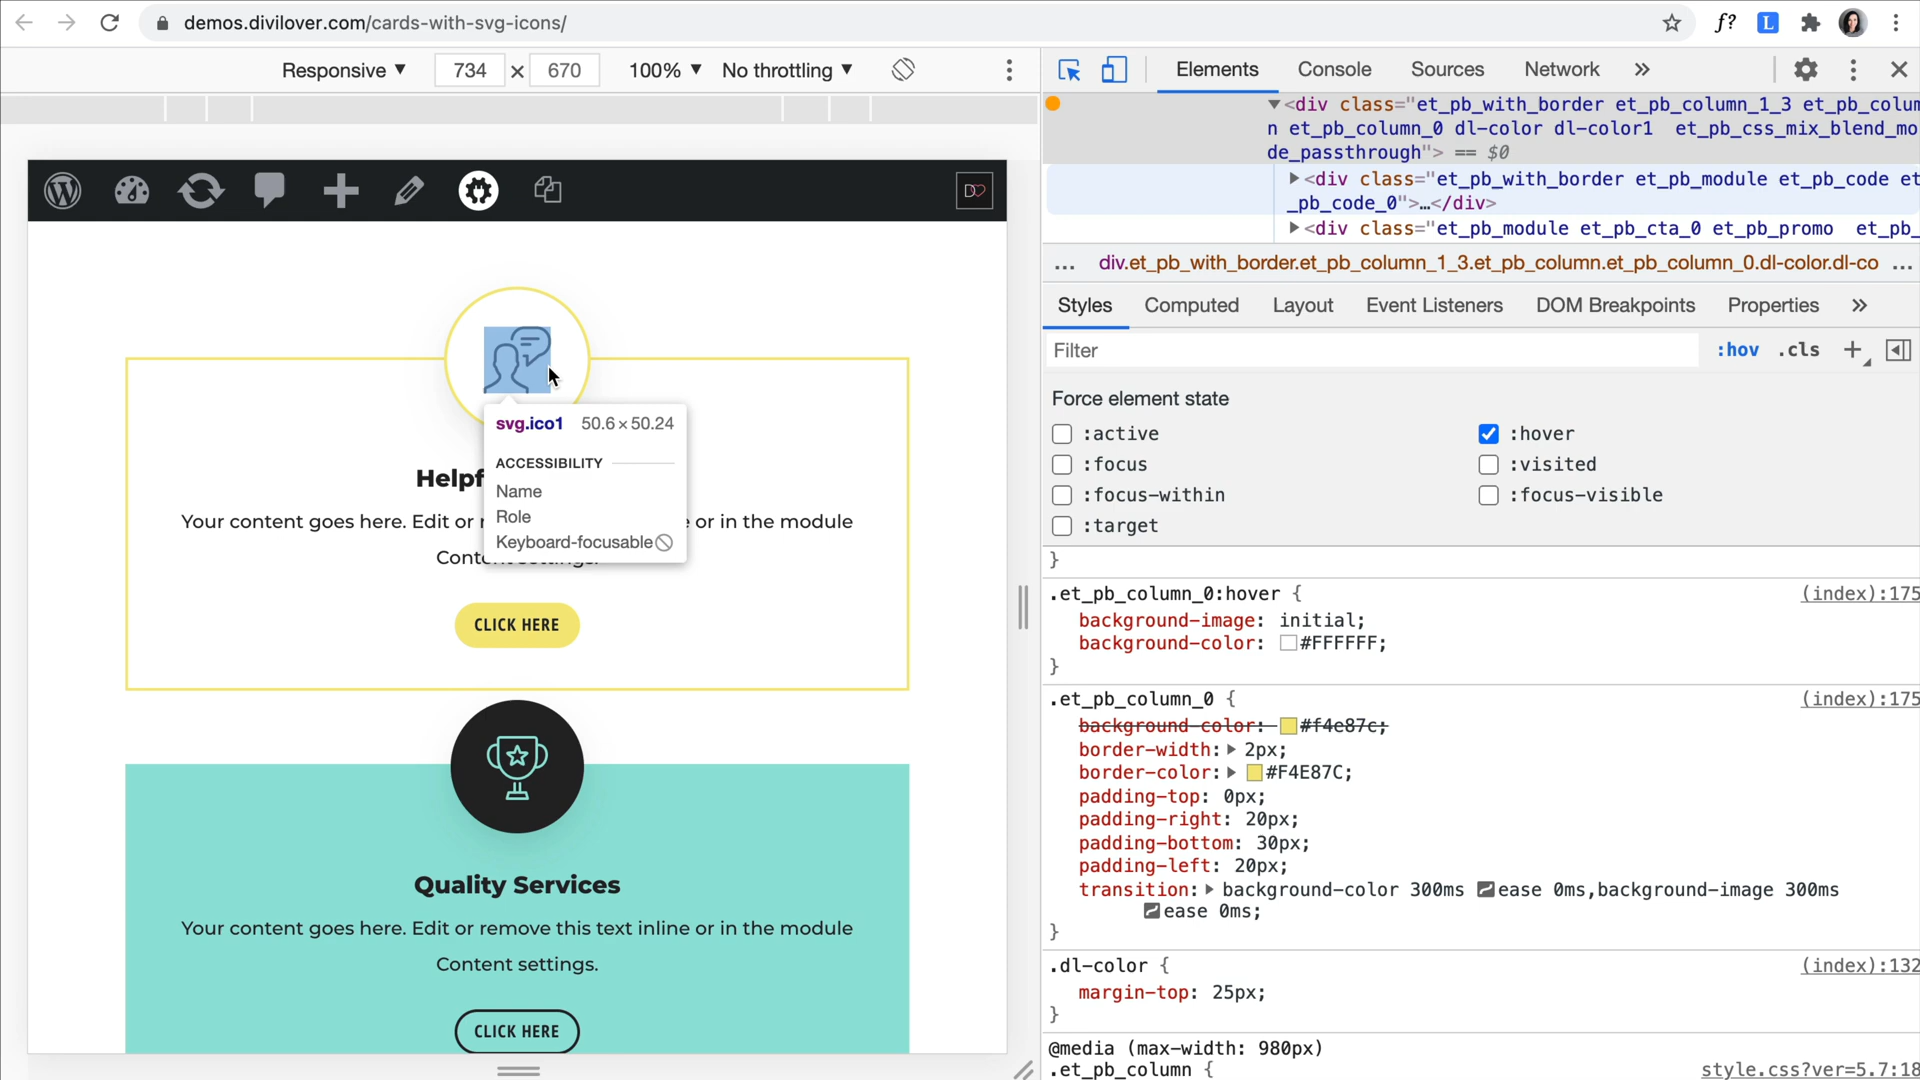 demos.divilover.com/cards-with-svg-icons/
f?
L
Responsive ▼ 734 × 670 100% ▼ No throttling ▼
Elements Console Sources Network »
▼<div class="et_pb_with_border et_pb_column_1_3 et_pb_colum
n et_pb_column_0 dl-color dl-color1 et_pb_css_mix_blend_mo
de_passthrough"> == $0
▶<div class="et_pb_with_border et_pb_module et_pb_code et
_pb_code_0">…</div>
▶<div class="et_pb_module et_pb_cta_0 et_pb_promo et_pb_
... div.et_pb_with_border.et_pb_column_1_3.et_pb_column.et_pb_column_0.dl-color.dl-co ...
Styles Computed Layout Event Listeners DOM Breakpoints Properties »
Filter :hov .cls +
Force element state
:active :hover
:focus :visited
:focus-within :focus-visible
:target
}
.et_pb_column_0:hover { (index):175
background-image: initial;
background-color: #FFFFFF;
}
.et_pb_column_0 { (index):175
background-color: #f4e87c;
border-width: ▶ 2px;
border-color: ▶ #F4E87C;
padding-top: 0px;
padding-right: 20px;
padding-bottom: 30px;
padding-left: 20px;
transition: ▶ background-color 300ms ease 0ms,background-image 300ms
ease 0ms;
}
.dl-color { (index):132
margin-top: 25px;
}
@media (max-width: 980px)
.et_pb_column { style.css?ver=5.7:18
D
svg.ico1 50.6 × 50.24
ACCESSIBILITY
Name
Role
Keyboard-focusable
Helpf
Your content goes here. Edit or r e or in the module
Content settings.
CLICK HERE
Quality Services
Your content goes here. Edit or remove this text inline or in the module
Content settings.
CLICK HERE